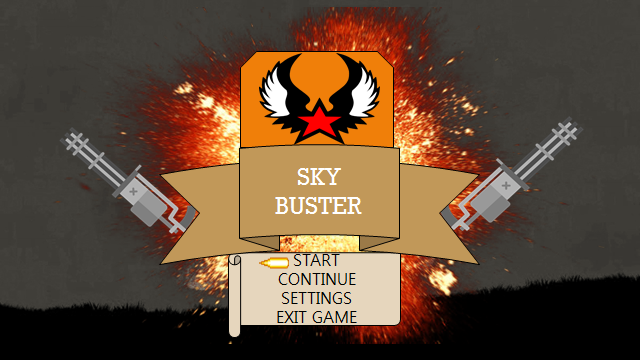 SKY
BUSTER
START
CONTINUE
SETTINGS
EXIT GAME